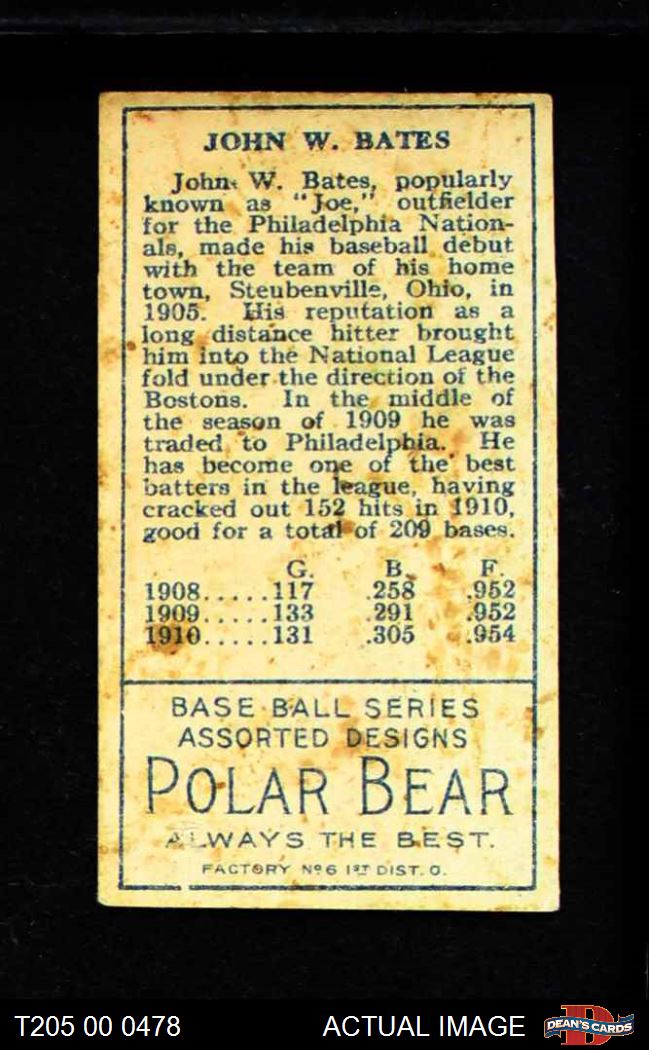 JOHN W. BATES
John W. Bates, popularly
known as "Joe," outfielder
for the Philadelphia Nation-
als, made his baseball debut
with the team of his home
town, Steubenville, Ohio, in
1905. His reputation as a
long distance hitter brought
him into the National League
fold under the direction of the
Bostons. In the middle of
the season of 1909 he was
traded to Philadelphia. He
has become one of the best
batters in the league, having
cracked out 152 hits in 1910,
good for a total of 209 bases.
G. B. F.
1908.....117 .258 .952
1909.....133 .291 .952
1910.....131 .305 .954
BASE BALL SERIES
ASSORTED DESIGNS
POLAR BEAR
ALWAYS THE BEST.
FACTORY Nº 6 1ST DIST. O.
T205 00 0478 ACTUAL IMAGE DEAN'S CARDS